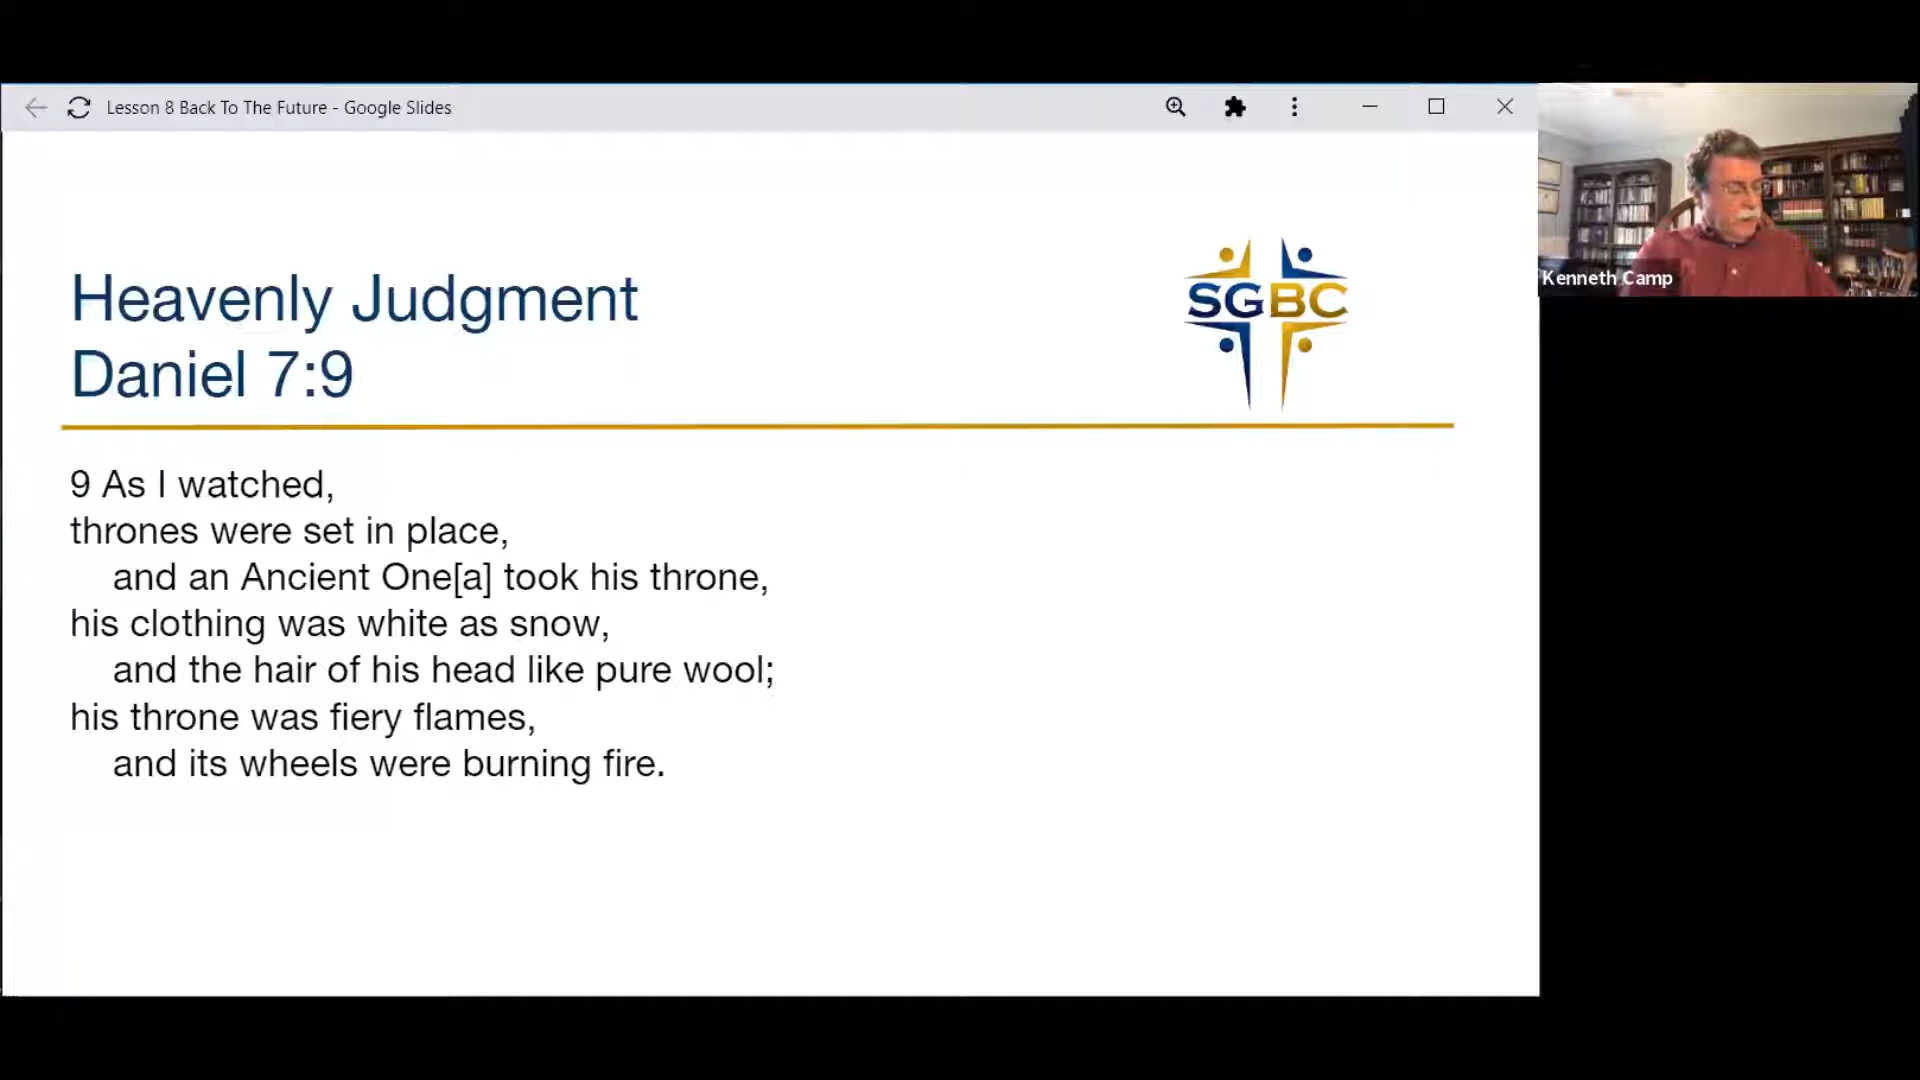 Lesson 8 Back To The Future - Google Slides
Heavenly Judgment
Daniel 7:9
SGBC
9 As I watched,
thrones were set in place,
and an Ancient One[a] took his throne,
his clothing was white as snow,
and the hair of his head like pure wool;
his throne was fiery flames,
and its wheels were burning fire.
Kenneth Camp